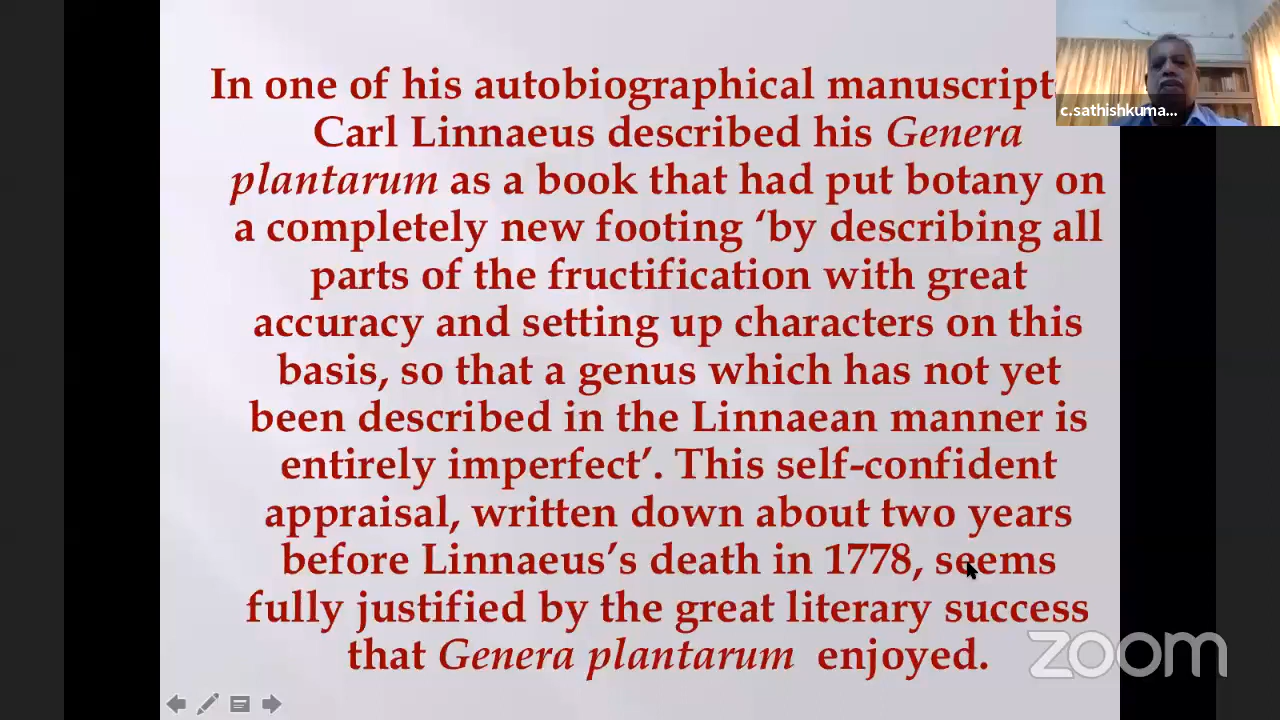 In one of his autobiographical manuscripts
Carl Linnaeus described his Genera
plantarum as a book that had put botany on
a completely new footing ‘by describing all
parts of the fructification with great
accuracy and setting up characters on this
basis, so that a genus which has not yet
been described in the Linnaean manner is
entirely imperfect’. This self-confident
appraisal, written down about two years
before Linnaeus’s death in 1778, seems
fully justified by the great literary success
that Genera plantarum enjoyed.
c.sathishkuma...
zoom